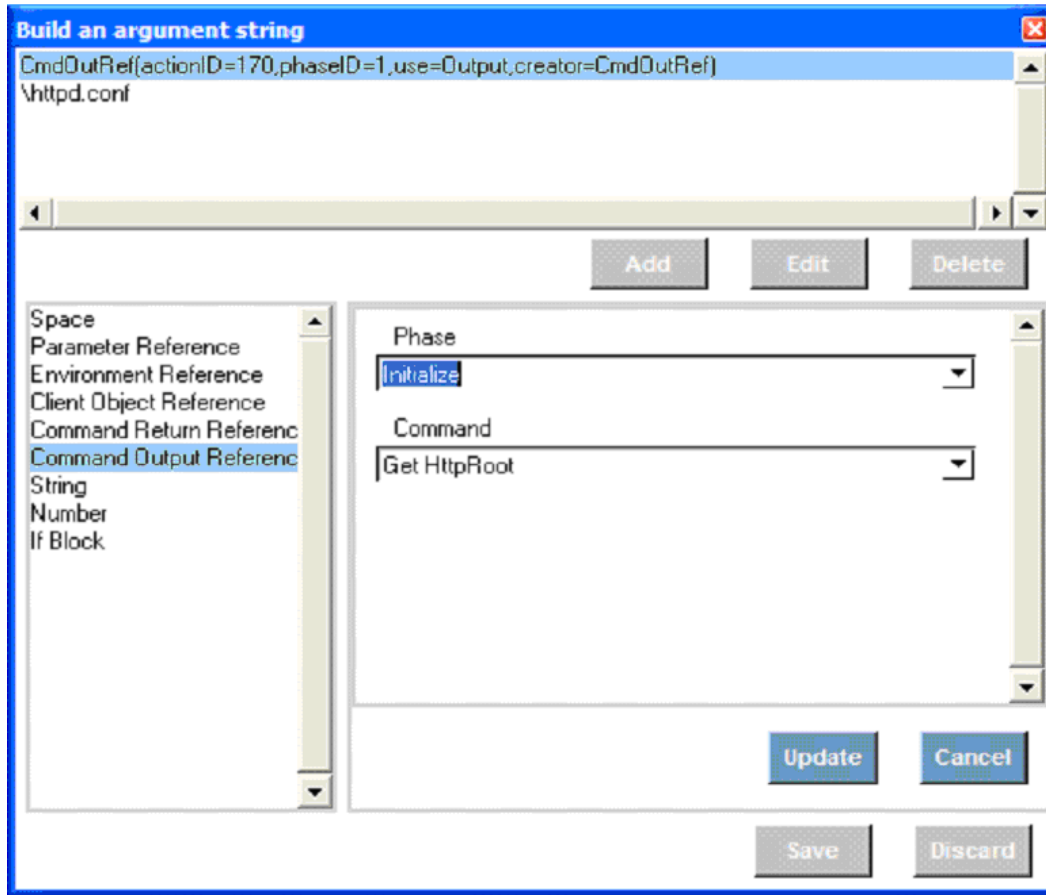 Build an argument string
CmdOutRef(actionID=170,phaseID=1,use=Output,creator=CmdOutRef)
\httpd.conf
Add Edit Delete
Space
Parameter Reference
Environment Reference
Client Object Reference
Command Return Referenc
Command Output Referenc
String
Number
If Block
Phase
Initialize
Command
Get HttpRoot
Update Cancel
Save Discard